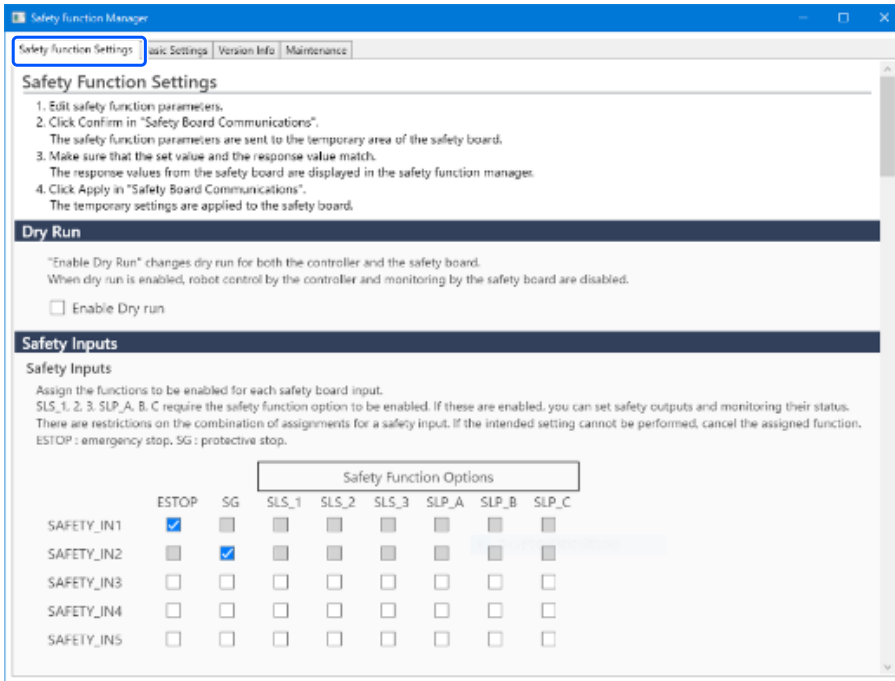 Safety Function Manager
Safety Function Settings asic Settings Version Info Maintenance
Safety Function Settings
1. Edit safety function parameters.
2. Click Confirm in "Safety Board Communications".
The safety function parameters are sent to the temporary area of the safety board.
3. Make sure that the set value and the response value match.
The response values from the safety board are displayed in the safety function manager.
4. Click Apply in "Safety Board Communications".
The temporary settings are applied to the safety board.
Dry Run
"Enable Dry Run" changes dry run for both the controller and the safety board.
When dry run is enabled, robot control by the controller and monitoring by the safety board are disabled.
Enable Dry run
Safety Inputs
Safety Inputs
Assign the functions to be enabled for each safety board input.
SLS_1, 2, 3, SLP_A, B, C require the safety function option to be enabled. If these are enabled, you can set safety outputs and monitoring their status.
There are restrictions on the combination of assignments for a safety input. If the intended setting cannot be performed, cancel the assigned function.
ESTOP : emergency stop, SG : protective stop.
Safety Function Options
ESTOP SG SLS_1 SLS_2 SLS_3 SLP_A SLP_B SLP_C
SAFETY_IN1
SAFETY_IN2
SAFETY_IN3
SAFETY_IN4
SAFETY_IN5